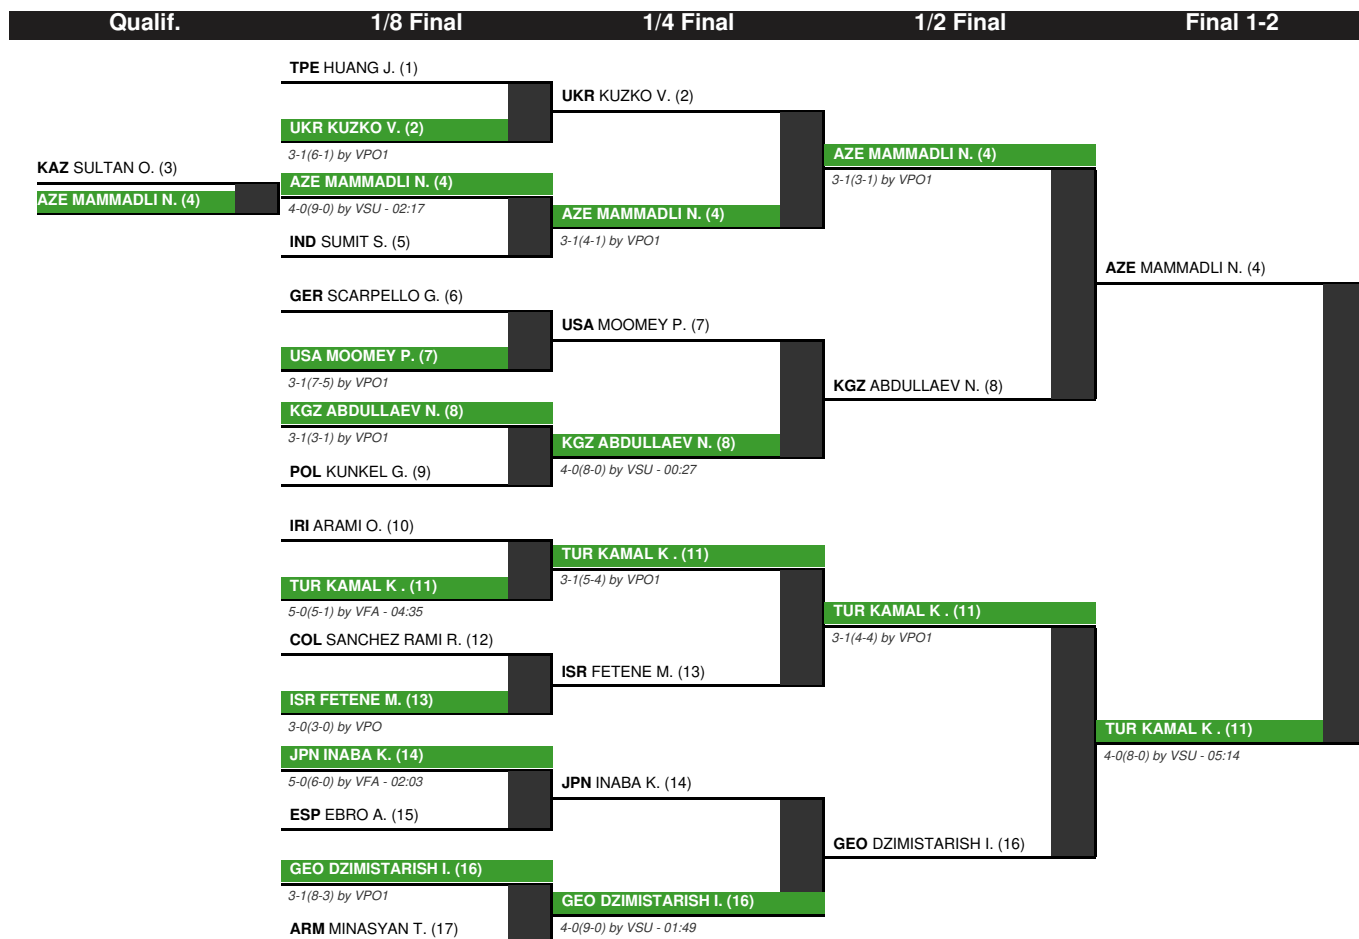 Qualif.
1/8 Final
1/4 Final
1/2 Final
Final 1-2
KAZ SULTAN O. (3)
AZE MAMMADLI N. (4)
TPE HUANG J. (1)
UKR KUZKO V. (2)
3-1(6-1) by VPO1
AZE MAMMADLI N. (4)
4-0(9-0) by VSU - 02:17
IND SUMIT S. (5)
GER SCARPELLO G. (6)
USA MOOMEY P. (7)
3-1(7-5) by VPO1
KGZ ABDULLAEV N. (8)
3-1(3-1) by VPO1
POL KUNKEL G. (9)
IRI ARAMI O. (10)
TUR KAMAL K . (11)
5-0(5-1) by VFA - 04:35
COL SANCHEZ RAMI R. (12)
ISR FETENE M. (13)
3-0(3-0) by VPO
JPN INABA K. (14)
5-0(6-0) by VFA - 02:03
ESP EBRO A. (15)
GEO DZIMISTARISH I. (16)
3-1(8-3) by VPO1
ARM MINASYAN T. (17)
UKR KUZKO V. (2)
AZE MAMMADLI N. (4)
3-1(4-1) by VPO1
USA MOOMEY P. (7)
KGZ ABDULLAEV N. (8)
4-0(8-0) by VSU - 00:27
TUR KAMAL K . (11)
3-1(5-4) by VPO1
ISR FETENE M. (13)
JPN INABA K. (14)
GEO DZIMISTARISH I. (16)
4-0(9-0) by VSU - 01:49
AZE MAMMADLI N. (4)
3-1(3-1) by VPO1
KGZ ABDULLAEV N. (8)
TUR KAMAL K . (11)
3-1(4-4) by VPO1
GEO DZIMISTARISH I. (16)
AZE MAMMADLI N. (4)
TUR KAMAL K . (11)
4-0(8-0) by VSU - 05:14